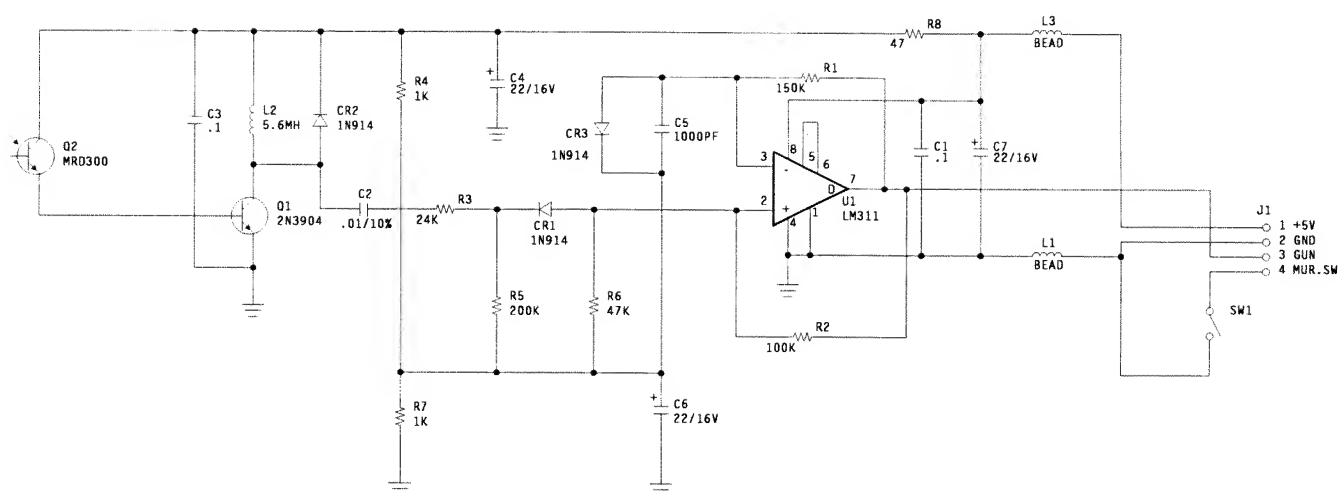 R8
47
L3
BEAD
R4
1K
C4
22/16V
R1
150K
C3
.1
L2
5.6MH
CR2
1N914
CR3
1N914
C5
1000PF
Q2
MRD300
C1
.1
C7
22/16V
3
8
5
6
7
-
+
2
4
1
D
U1
LM311
Q1
2N3904
C2
.01/10%
R3
24K
CR1
1N914
J1
1 +5V
2 GND
3 GUN
4 MUR.SW
L1
BEAD
R5
200K
R6
47K
SW1
R2
100K
R7
1K
+
C6
22/16V